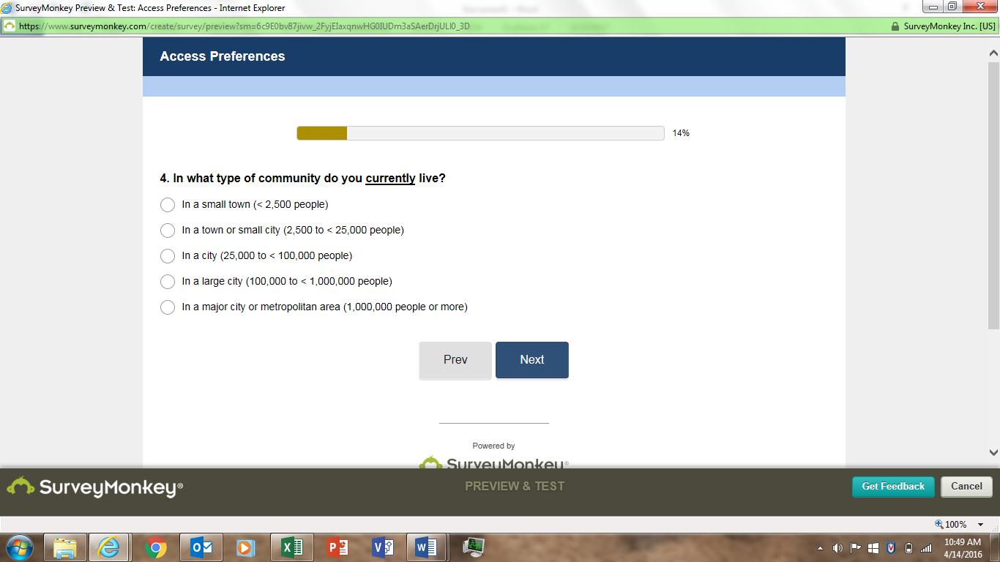 SurveyMonkey Preview & Test: Access Preferences - Internet Explorer
https://www.surveymonkey.com/create/survey/preview?sm=6c9E0bv87jivw_2FyjEIaxqnwHG0IUDm3aSAerDrjULI0_3D
SurveyMonkey Inc. [US]
Access Preferences
14%
4. In what type of community do you currently live?
In a small town (< 2,500 people)
In a town or small city (2,500 to < 25,000 people)
In a city (25,000 to < 100,000 people)
In a large city (100,000 to < 1,000,000 people)
In a major city or metropolitan area (1,000,000 people or more)
Prev
Next
Powered by
SurveyMonkey®
SurveyMonkey®
PREVIEW & TEST
Get Feedback
Cancel
100%
10:49 AM
4/14/2016